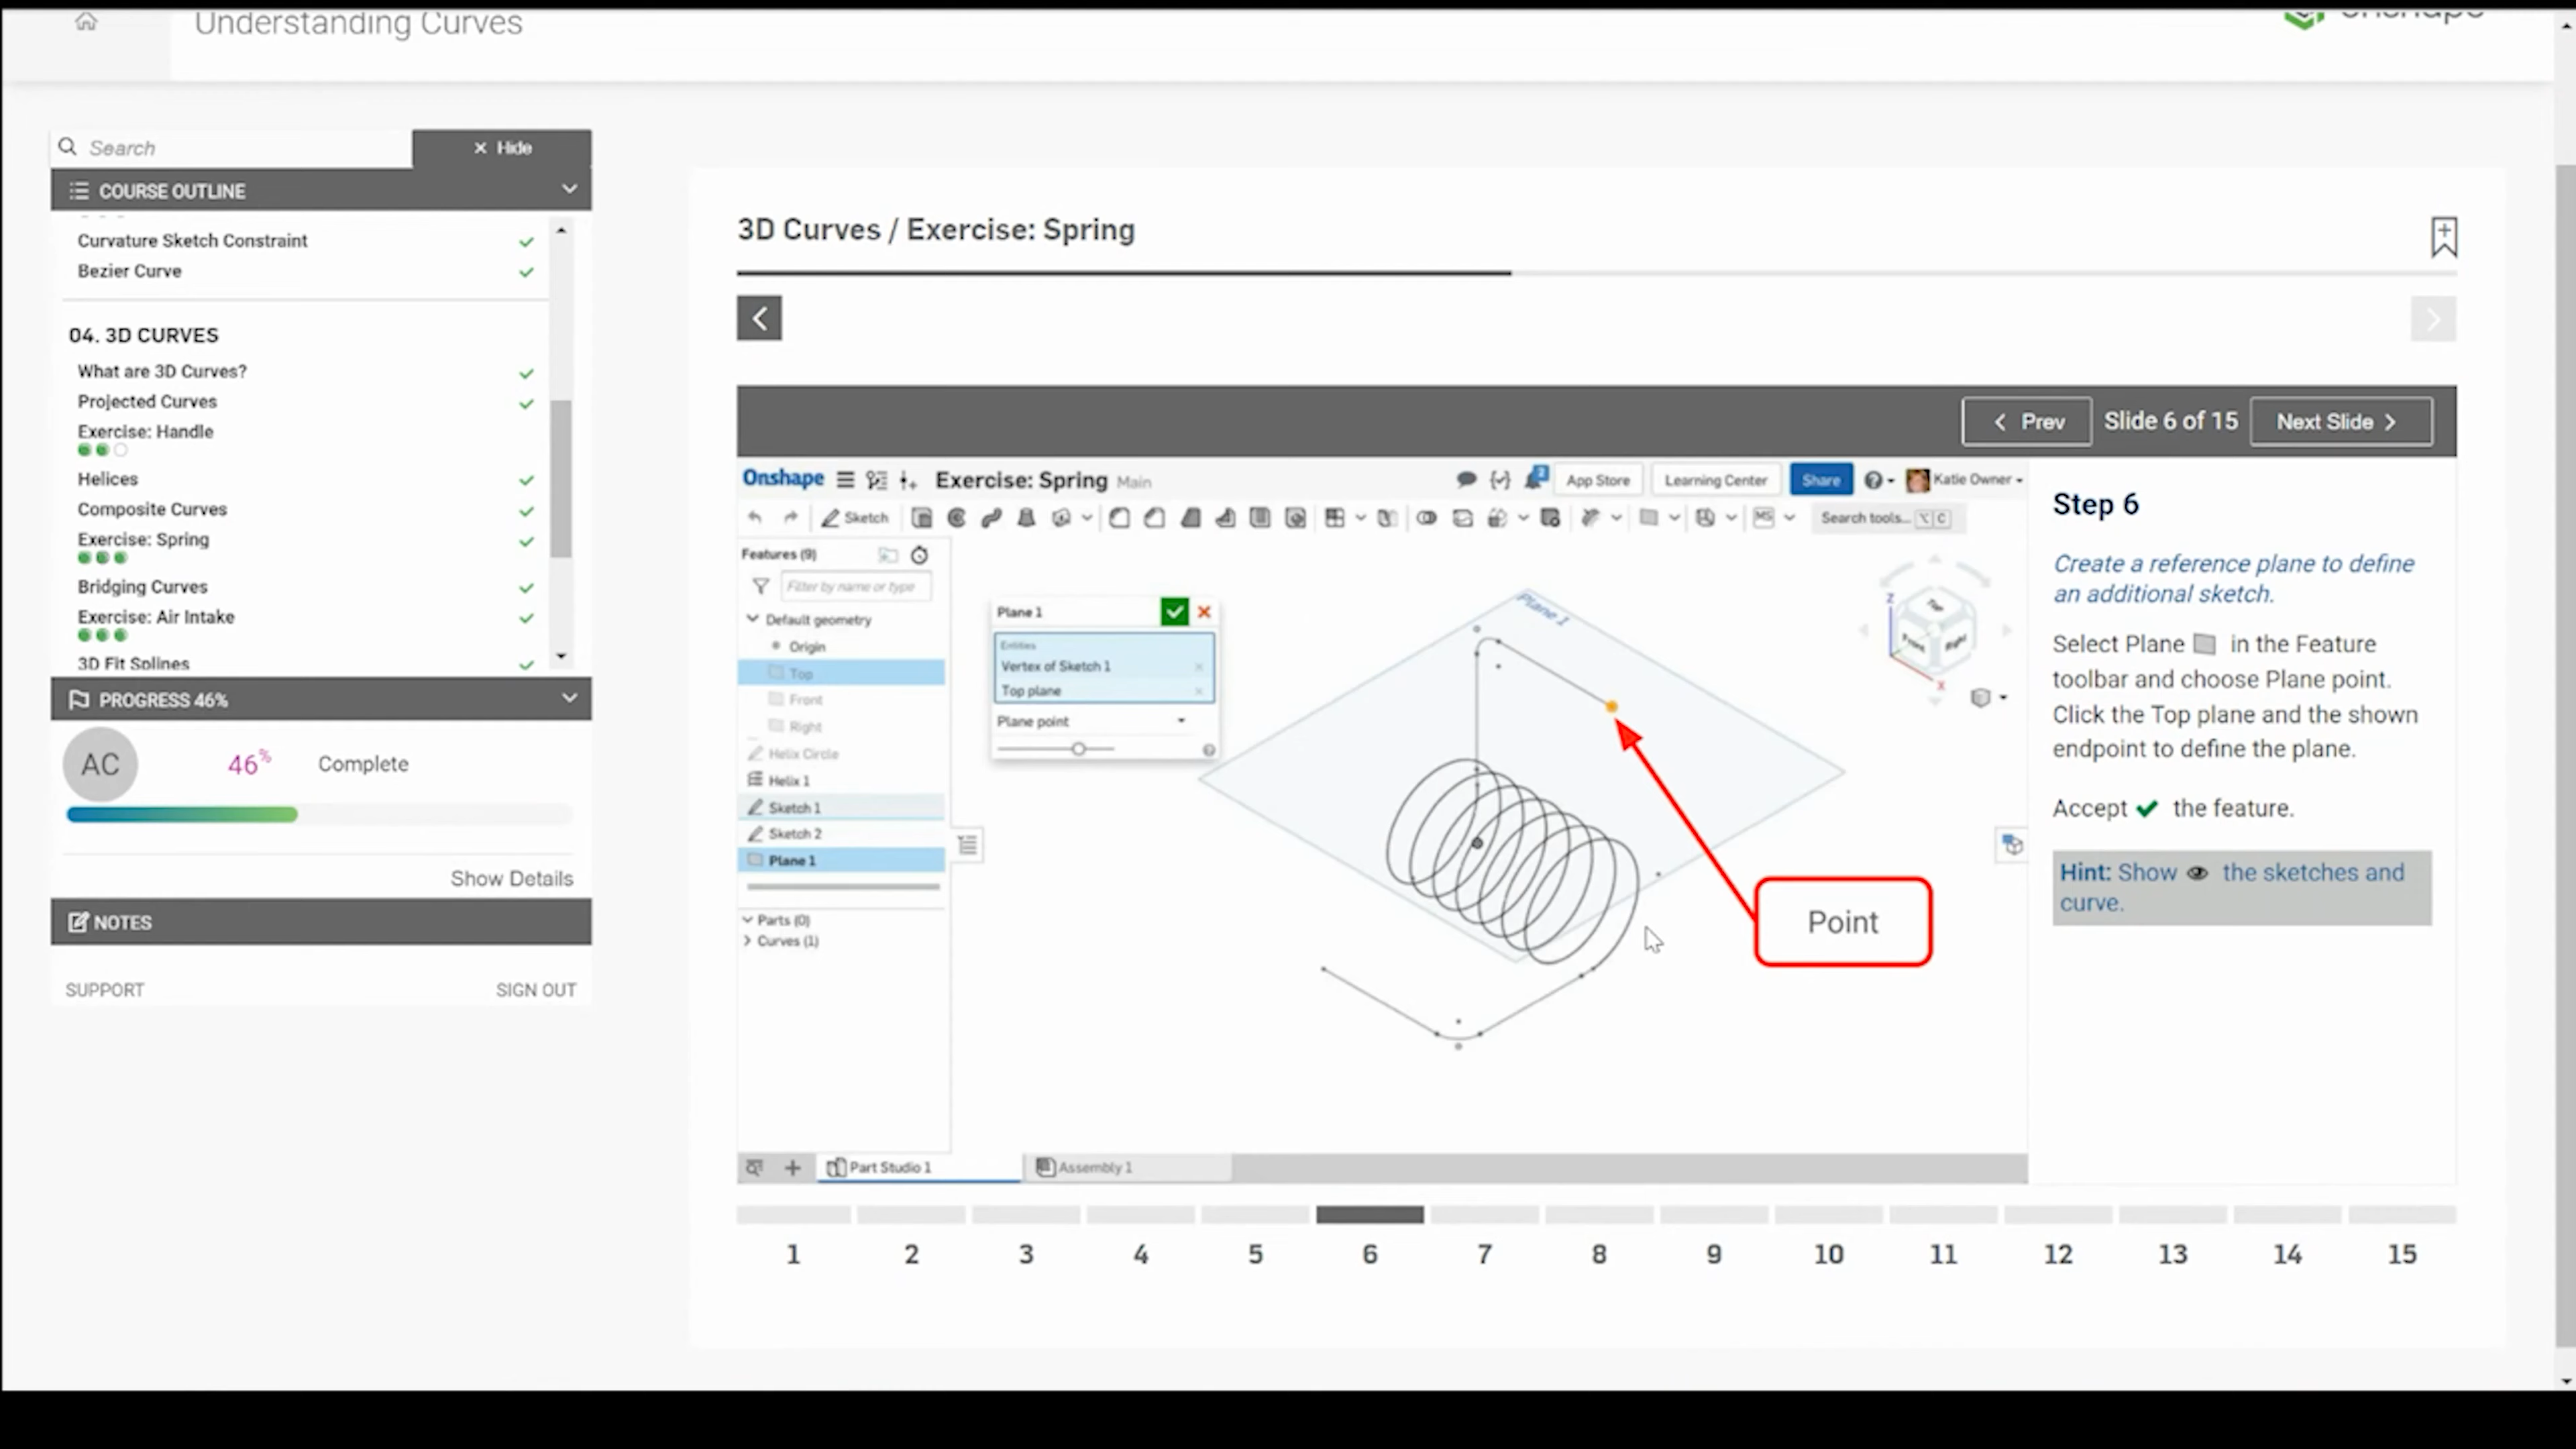 Understanding Curves
Search
Hide
COURSE OUTLINE
Curvature Sketch Constraint
Bezier Curve
04. 3D CURVES
What are 3D Curves?
Projected Curves
Exercise: Handle
Helices
Composite Curves
Exercise: Spring
Bridging Curves
Exercise: Air Intake
3D Fit Splines
PROGRESS 46%
AC
46%
Complete
Show Details
NOTES
SUPPORT
SIGN OUT
3D Curves / Exercise: Spring
Prev
Slide 6 of 15
Next Slide
Onshape
Exercise: Spring Main
2
App Store
Learning Center
Share
Katie Owner
Sketch
MS
Search tools... ⌥ C
Features (9)
Filter by name or type
Default geometry
Origin
Top
Front
Right
Helix Circle
Helix 1
Sketch 1
Sketch 2
Plane 1
Parts (0)
Curves (1)
Plane 1
Entities
Vertex of Sketch 1
Top plane
Plane point
Plane 1
Z
Top
Front
Right
X
Point
Part Studio 1
Assembly 1
Step 6
Create a reference plane to define
an additional sketch.
Select Plane in the Feature
toolbar and choose Plane point.
Click the Top plane and the shown
endpoint to define the plane.
Accept the feature.
Hint: Show the sketches and
curve.
1 2 3 4 5 6 7 8 9 10 11 12 13 14 15